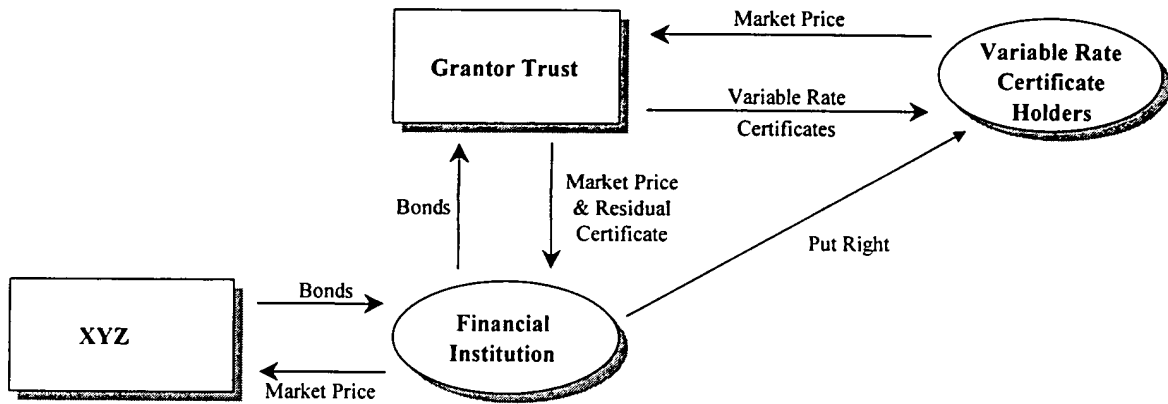 Market Price
Variable Rate
Certificate
Holders
Grantor Trust
Variable Rate
Certificates
Bonds
Market Price
& Residual
Certificate
Put Right
XYZ
Bonds
Financial
Institution
Market Price